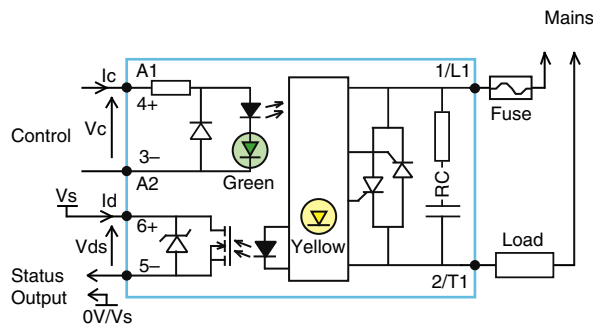 Mains
Ic
A1
1/L1
4+
Fuse
Control
Vc
3–
A2
Green
RC
Vs
Id
6+
Yellow
Load
Vds
5–
Status
Output
2/T1
0V/Vs